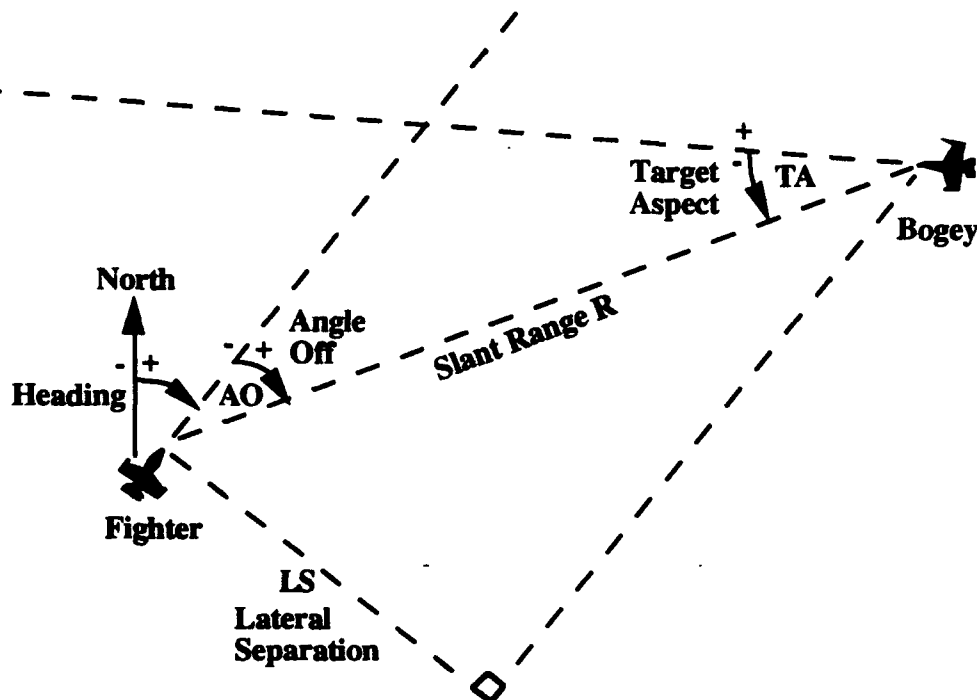 +
-
Target
Aspect
TA
Bogey
North
Angle
Off
- +
- +
Heading
AO
Slant Range R
Fighter
LS
Lateral
Separation